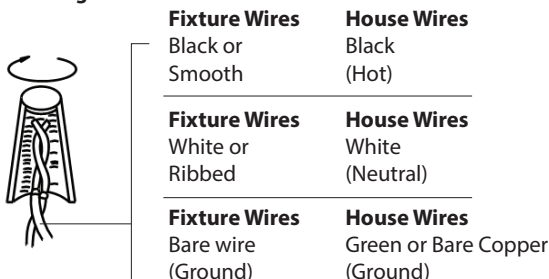 Fixture Wires House Wires
Black or Black
Smooth (Hot)
Fixture Wires House Wires
White or White
Ribbed (Neutral)
Fixture Wires House Wires
Bare wire Green or Bare Copper
(Ground) (Ground)